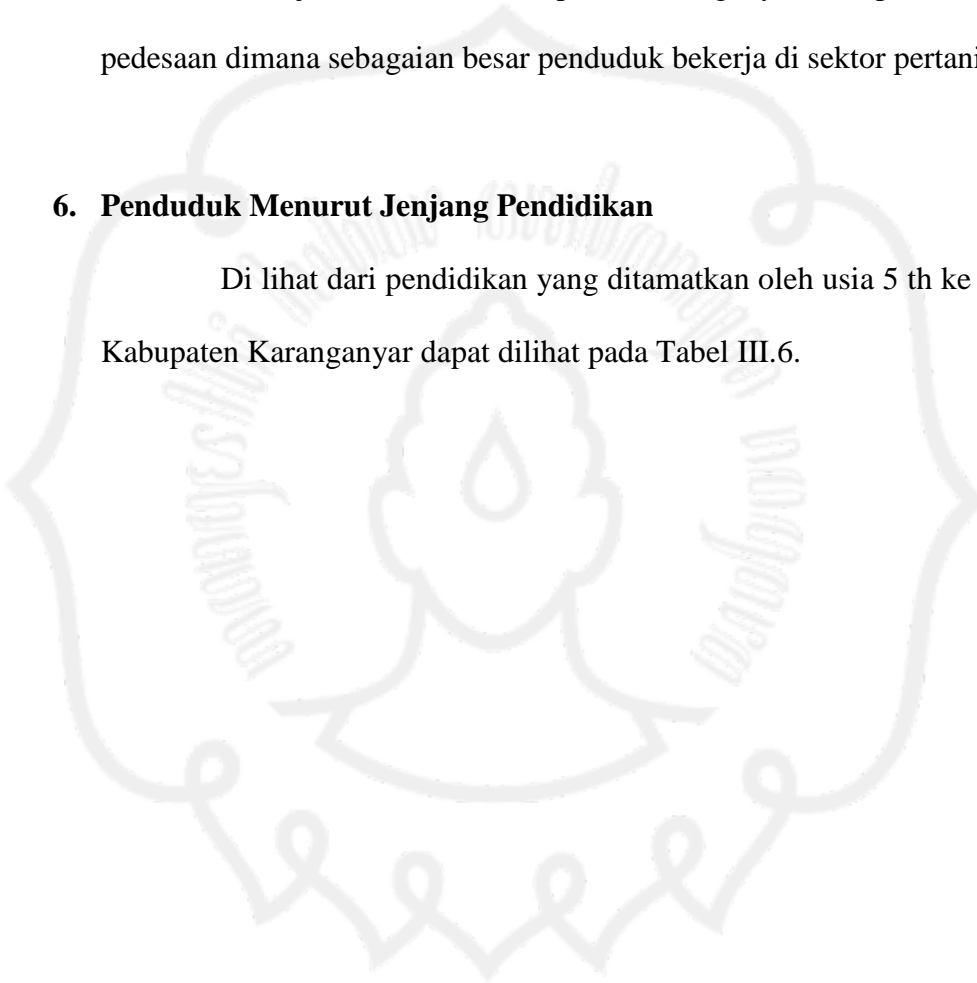 pedesaan dimana sebagaian besar penduduk bekerja di sektor pertani
6. Penduduk Menurut Jenjang Pendidikan
Di lihat dari pendidikan yang ditamatkan oleh usia 5 th ke
Kabupaten Karanganyar dapat dilihat pada Tabel III.6.